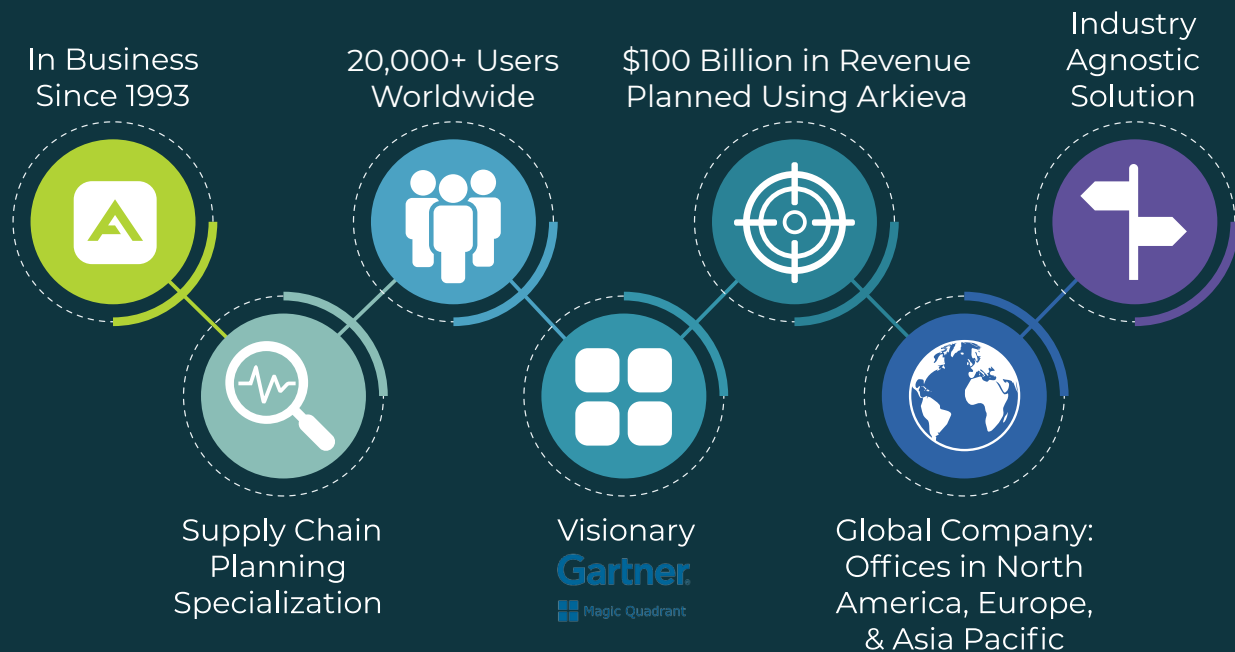 In Business
Since 1993
20,000+ Users
Worldwide
$100 Billion in Revenue
Planned Using Arkieva
Industry
Agnostic
Solution
Supply Chain
Planning
Specialization
Visionary
Gartner®
Magic Quadrant
Global Company:
Offices in North
America, Europe,
& Asia Pacific